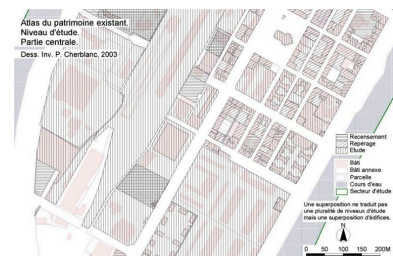 Atlas du patrimoine existant.
Niveau d'étude.
Partie centrale.
Dess. Inv. P. Cherblanc, 2003
Recensement
Repérage
Etude
Bâti
Bâti annexe
Parcelle
Cours d'eau
Secteur d'étude
Une superposition ne traduit pas
une pluralité de niveaux d'étude
mais une superposition d'édifices.
N
0 50 100 150 200M